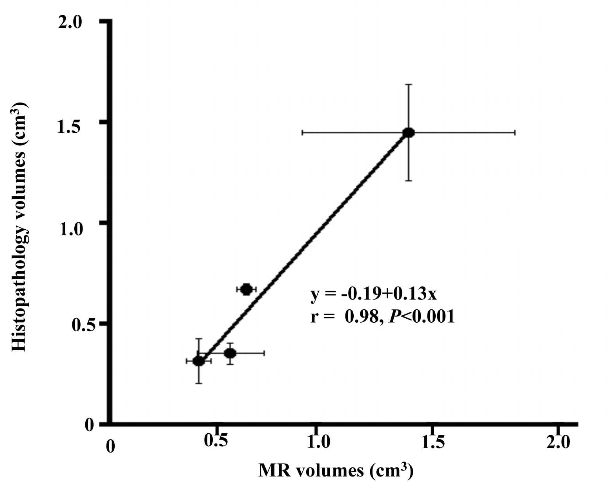 2.0
1.5
1.0
0.5
0
Histopathology volumes (cm³)
y = -0.19+0.13x
r = 0.98, P<0.001
0 0.5 1.0 1.5 2.0
MR volumes (cm³)